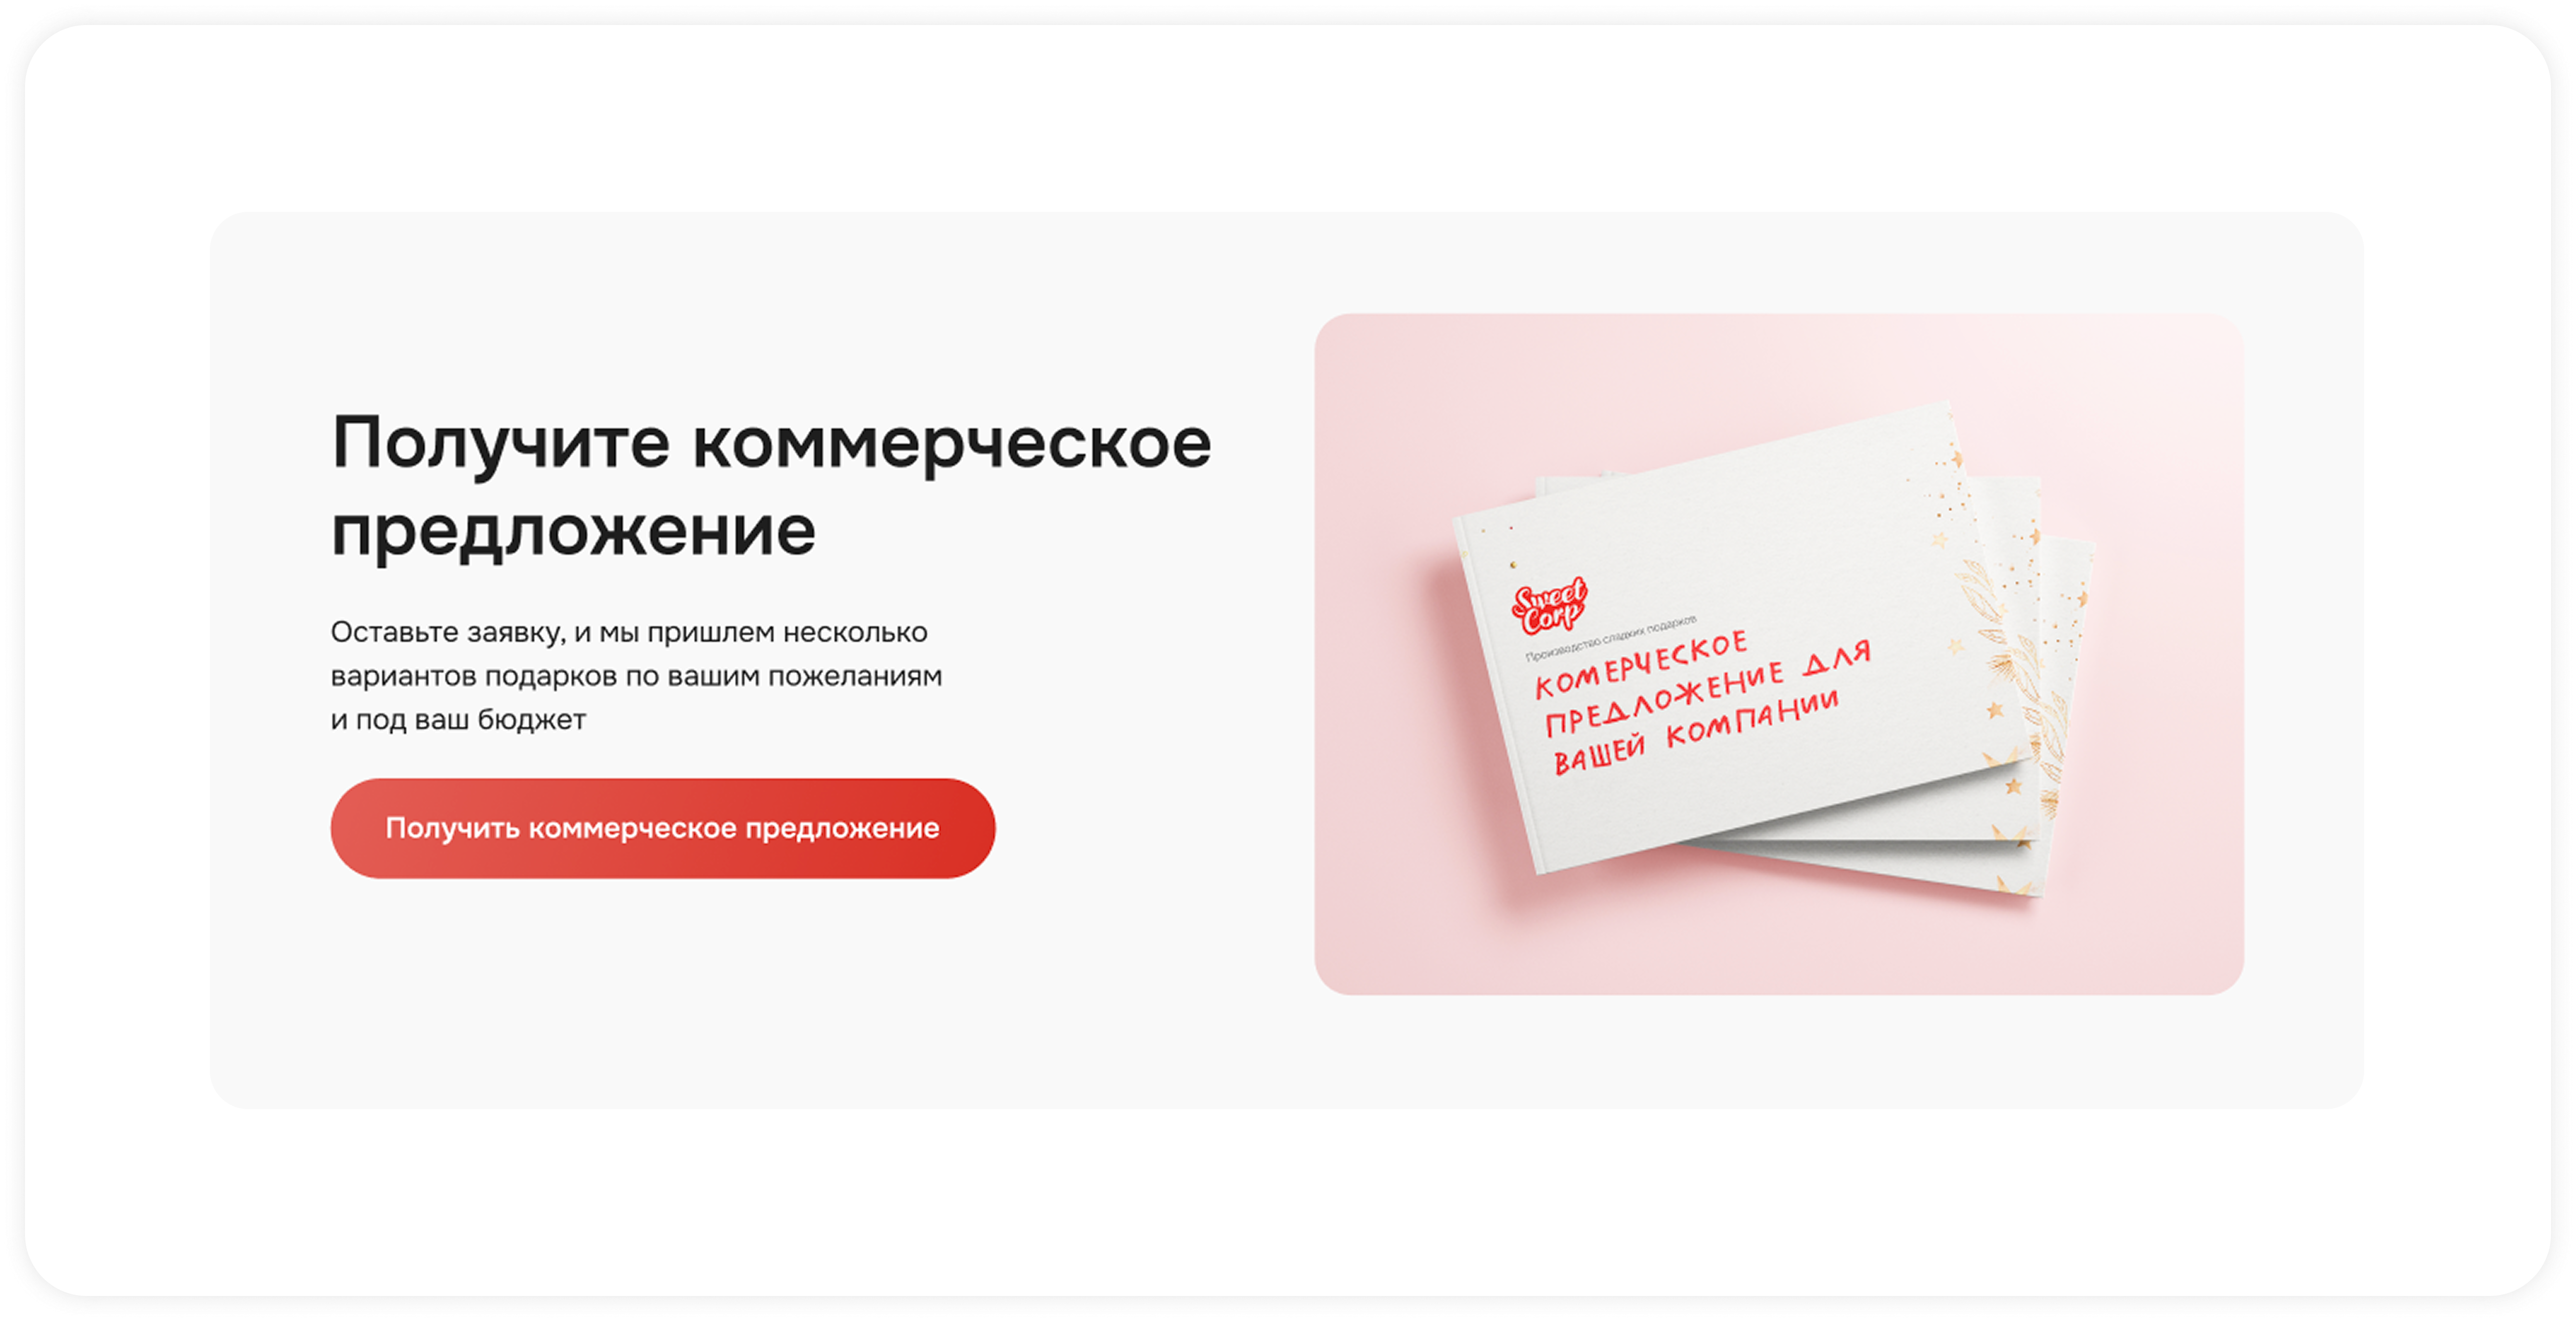 Получите коммерческое
предложение
Оставьте заявку, и мы пришлем несколько
вариантов подарков по вашим пожеланиям
и под ваш бюджет
Получить коммерческое предложение
Sweet
Corp
Производство сладких подарков
КОМЕРЧЕСКОЕ
ПРЕДЛОЖЕНИЕ ДЛЯ
ВАШЕЙ КОМПАНИИ